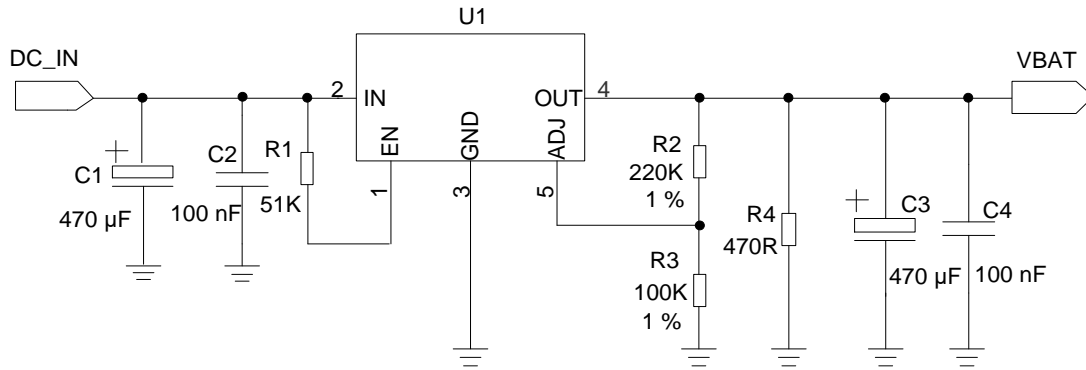 U1
DC_IN
VBAT
2
IN
OUT
4
EN
GND
ADJ
1
3
5
+
C1
470 µF
C2
100 nF
R1
51K
R2
220K
1 %
R3
100K
1 %
R4
470R
+
C3
470 µF
C4
100 nF